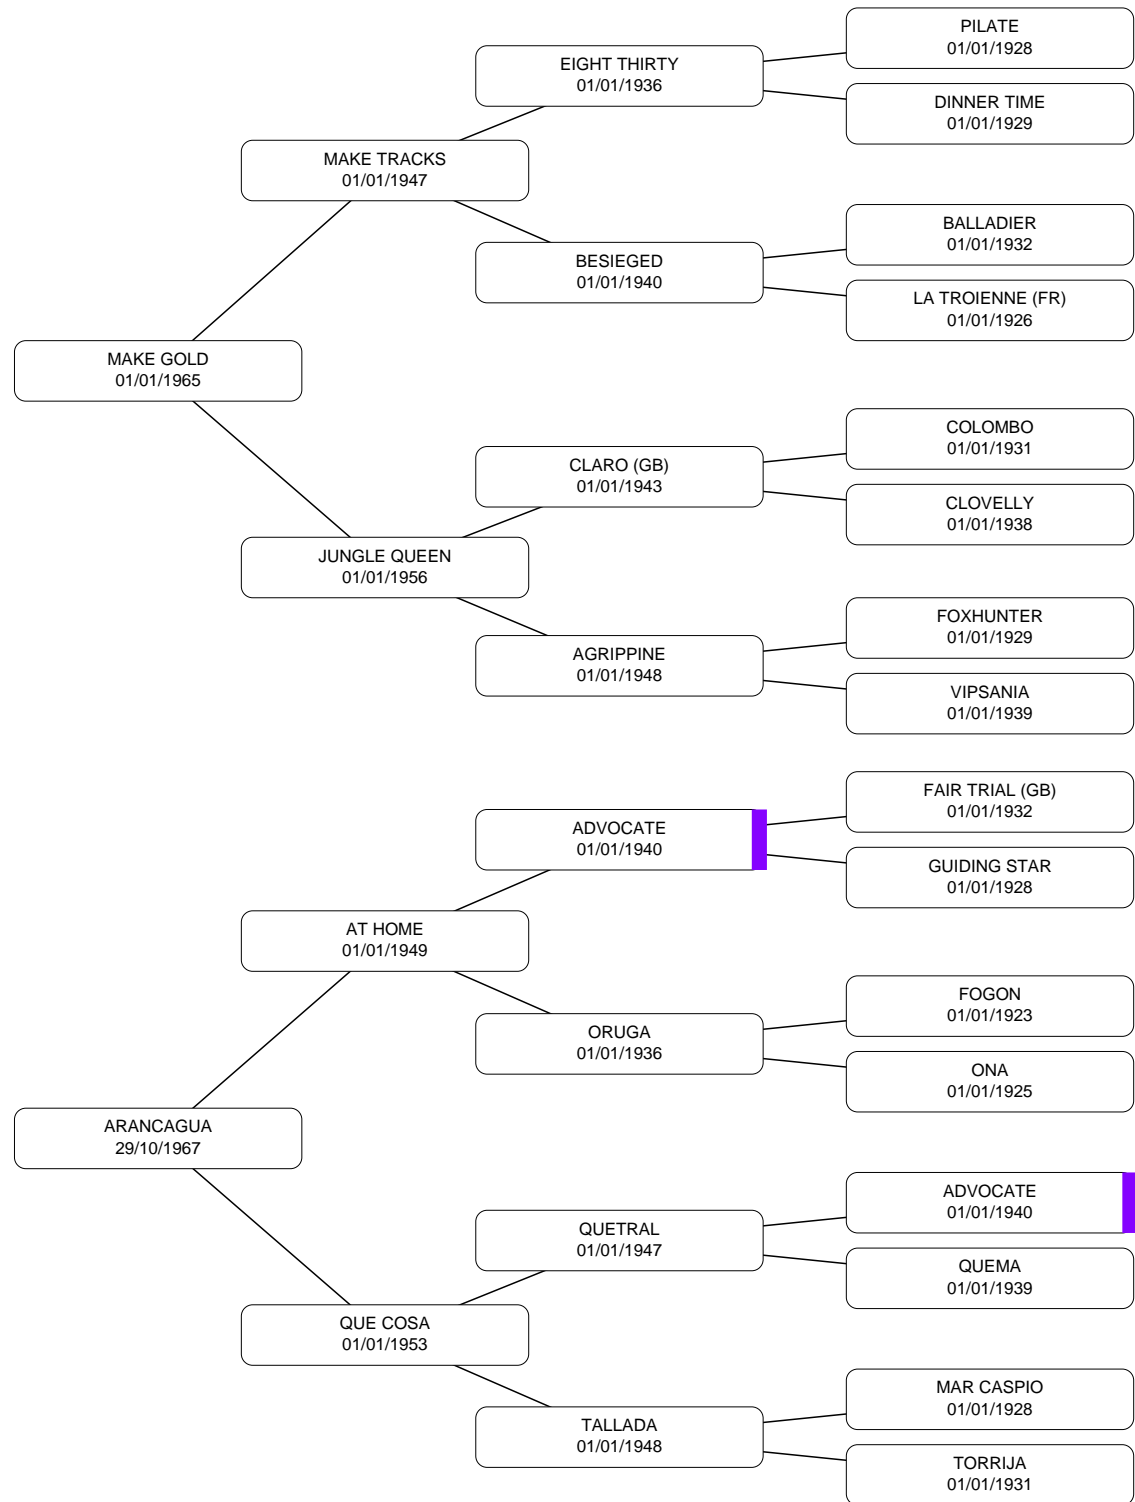 PILATE
01/01/1928
EIGHT THIRTY
01/01/1936
DINNER TIME
01/01/1929
MAKE TRACKS
01/01/1947
BALLADIER
01/01/1932
BESIEGED
01/01/1940
LA TROIENNE (FR)
01/01/1926
MAKE GOLD
01/01/1965
COLOMBO
01/01/1931
CLARO (GB)
01/01/1943
CLOVELLY
01/01/1938
JUNGLE QUEEN
01/01/1956
FOXHUNTER
01/01/1929
AGRIPPINE
01/01/1948
VIPSANIA
01/01/1939
FAIR TRIAL (GB)
01/01/1932
ADVOCATE
01/01/1940
GUIDING STAR
01/01/1928
AT HOME
01/01/1949
FOGON
01/01/1923
ORUGA
01/01/1936
ONA
01/01/1925
ARANCAGUA
29/10/1967
ADVOCATE
01/01/1940
QUETRAL
01/01/1947
QUEMA
01/01/1939
QUE COSA
01/01/1953
MAR CASPIO
01/01/1928
TALLADA
01/01/1948
TORRIJA
01/01/1931